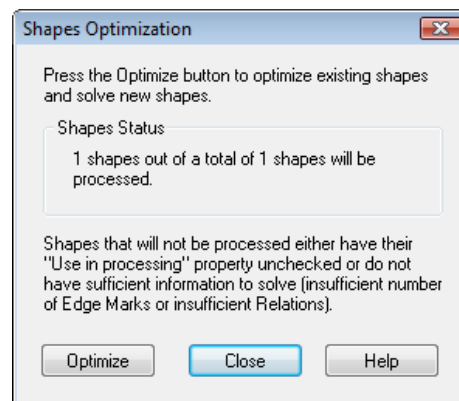 Shapes Optimization
Press the Optimize button to optimize existing shapes
and solve new shapes.
Shapes Status
1 shapes out of a total of 1 shapes will be
processed.
Shapes that will not be processed either have their
"Use in processing" property unchecked or do not
have sufficient information to solve (insufficient number
of Edge Marks or insufficient Relations).
Optimize Close Help